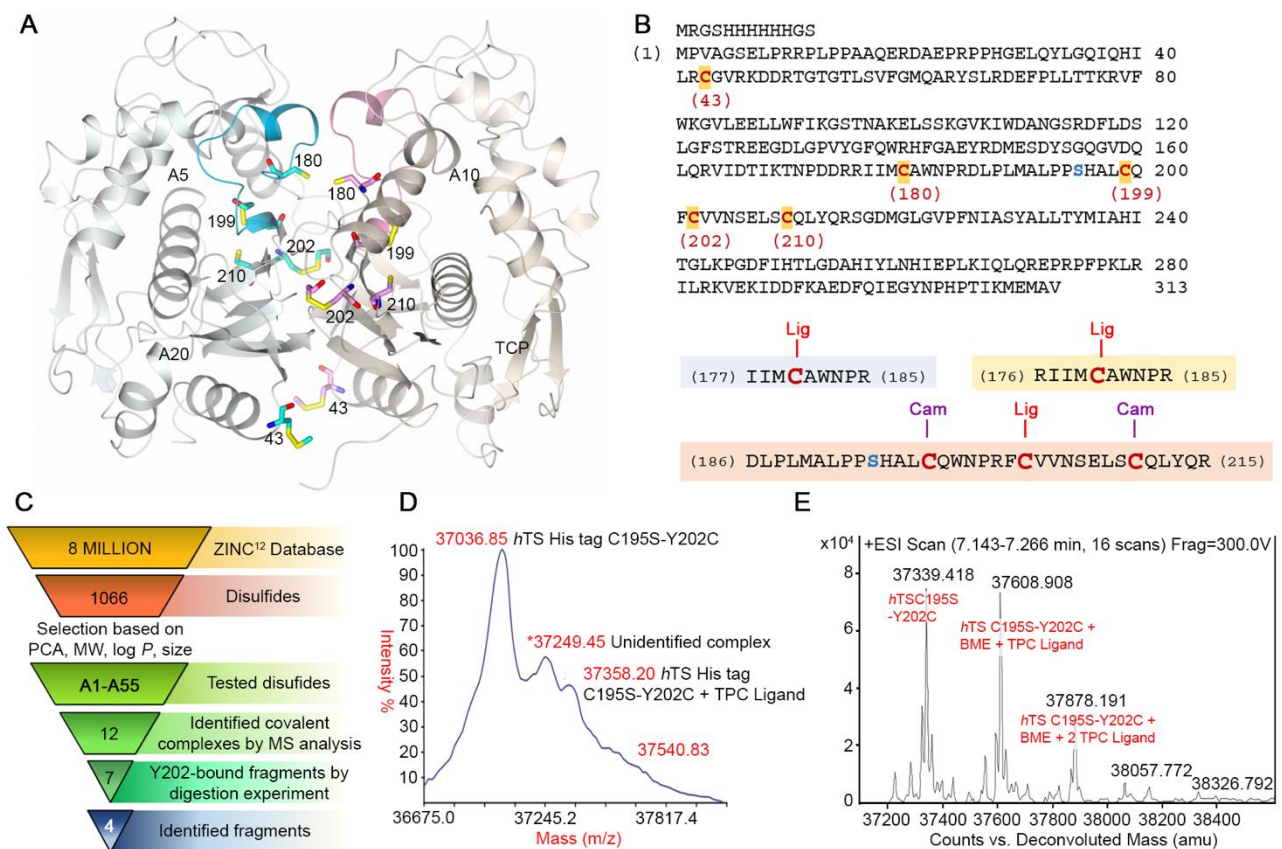 A
180
A5
A10
180
199
202
199
210
210
202
A20
TCP
43
43
B
MRGSHHHHHHGS
(1) MPVAGSELPRRPLPPAAQERDAEPRPPHGELQYLGQIQHI 40
LRCGVRKDDRTGTGTLSVFGMQARYSLRDEFPLLTTKRVF 80
(43)
WKGVLEELLWFIKGSTNAKELSSKGVKIWDANGSRDFLDS 120
LGFSTREEGDLGPVYGFQWRHFGAEYRDMESDYSGQGVDQ 160
LQRVIDTIKTNPDDRRIIMCAWNPRDLPLMALPPSHALCQ 200
(180) (199)
FCVVNSELSCQLYQRSGDMGLGVPFNIASYALLTYMIAHI 240
(202) (210)
TGLKPGDFIHTLGDAHIYLNHIEPLKIQLQREPRPFPKLR 280
ILRKVEKIDDFKAEDFQIEGYNPHPTIKMEMAV 313
Lig
(177) IIMCAWNPR (185)
Lig
(176) RIIMCAWNPR (185)
Cam Lig Cam
(186) DLPLMALPPSHALCQWNPRFCVVNSELSCQLYQR (215)
C
8 MILLION ZINC12 Database
1066 Disulfides
Selection based on
PCA, MW, log P, size
A1-A55 Tested disufides
12 Identified covalent
complexes by MS analysis
7 Y202-bound fragments by
digestion experiment
4 Identified fragments
D
37036.85 hTS His tag C195S-Y202C
*37249.45 Unidentified complex
37358.20 hTS His tag
C195S-Y202C + TPC Ligand
37540.83
Intensity %
100
90
80
70
60
50
40
30
20
10
36675.0 37245.2 37817.4
Mass (m/z)
E
x10⁴ +ESI Scan (7.143-7.266 min, 16 scans) Frag=300.0V
37339.418
hTSC195S
-Y202C
37608.908
hTS C195S-Y202C +
BME + TPC Ligand
37878.191
hTS C195S-Y202C +
BME + 2 TPC Ligand
38057.772
38326.792
8
6
4
2
0
37200 37600 38000 38400
Counts vs. Deconvoluted Mass (amu)